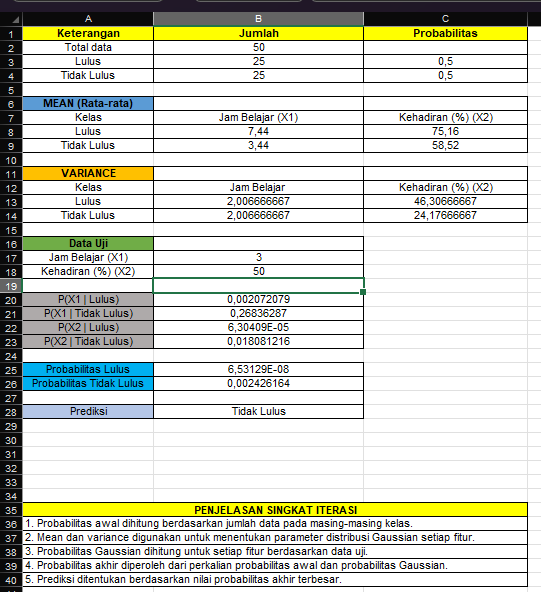 A B C
1 Keterangan Jumlah Probabilitas
2 Total data 50
3 Lulus 25 0,5
4 Tidak Lulus 25 0,5
5
6 MEAN (Rata-rata)
7 Kelas Jam Belajar (X1) Kehadiran (%) (X2)
8 Lulus 7,44 75,16
9 Tidak Lulus 3,44 58,52
10
11 VARIANCE
12 Kelas Jam Belajar Kehadiran (%) (X2)
13 Lulus 2,006666667 46,30666667
14 Tidak Lulus 2,006666667 24,17666667
15
16 Data Uji
17 Jam Belajar (X1) 3
18 Kehadiran (%) (X2) 50
19
20 P(X1 | Lulus) 0,002072079
21 P(X1 | Tidak Lulus) 0,26836287
22 P(X2 | Lulus) 6,30409E-05
23 P(X2 | Tidak Lulus) 0,018081216
24
25 Probabilitas Lulus 6,53129E-08
26 Probabilitas Tidak Lulus 0,002426164
27
28 Prediksi Tidak Lulus
29
30
31
32
33
34
35 PENJELASAN SINGKAT ITERASI
36 1. Probabilitas awal dihitung berdasarkan jumlah data pada masing-masing kelas.
37 2. Mean dan variance digunakan untuk menentukan parameter distribusi Gaussian setiap fitur.
38 3. Probabilitas Gaussian dihitung untuk setiap fitur berdasarkan data uji.
39 4. Probabilitas akhir diperoleh dari perkalian probabilitas awal dan probabilitas Gaussian.
40 5. Prediksi ditentukan berdasarkan nilai probabilitas akhir terbesar.